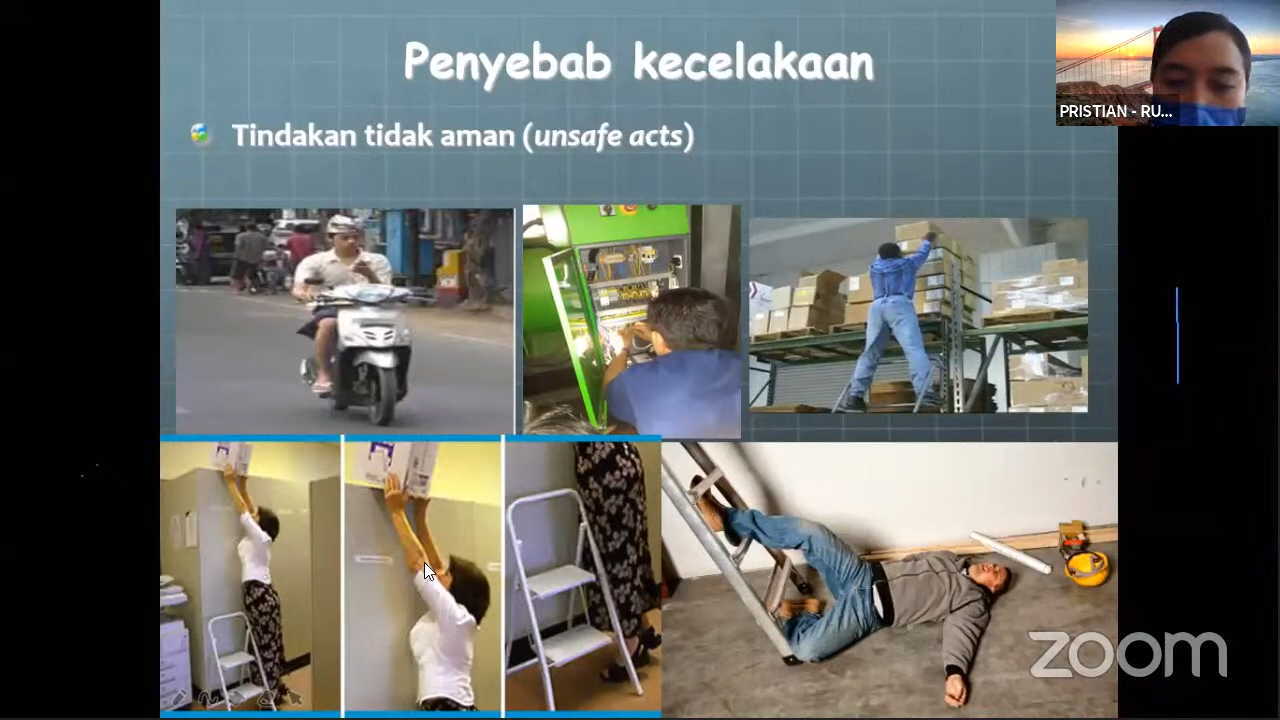 Penyebab kecelakaan
Tindakan tidak aman (unsafe acts)
PRISTIAN - RU...
zoom